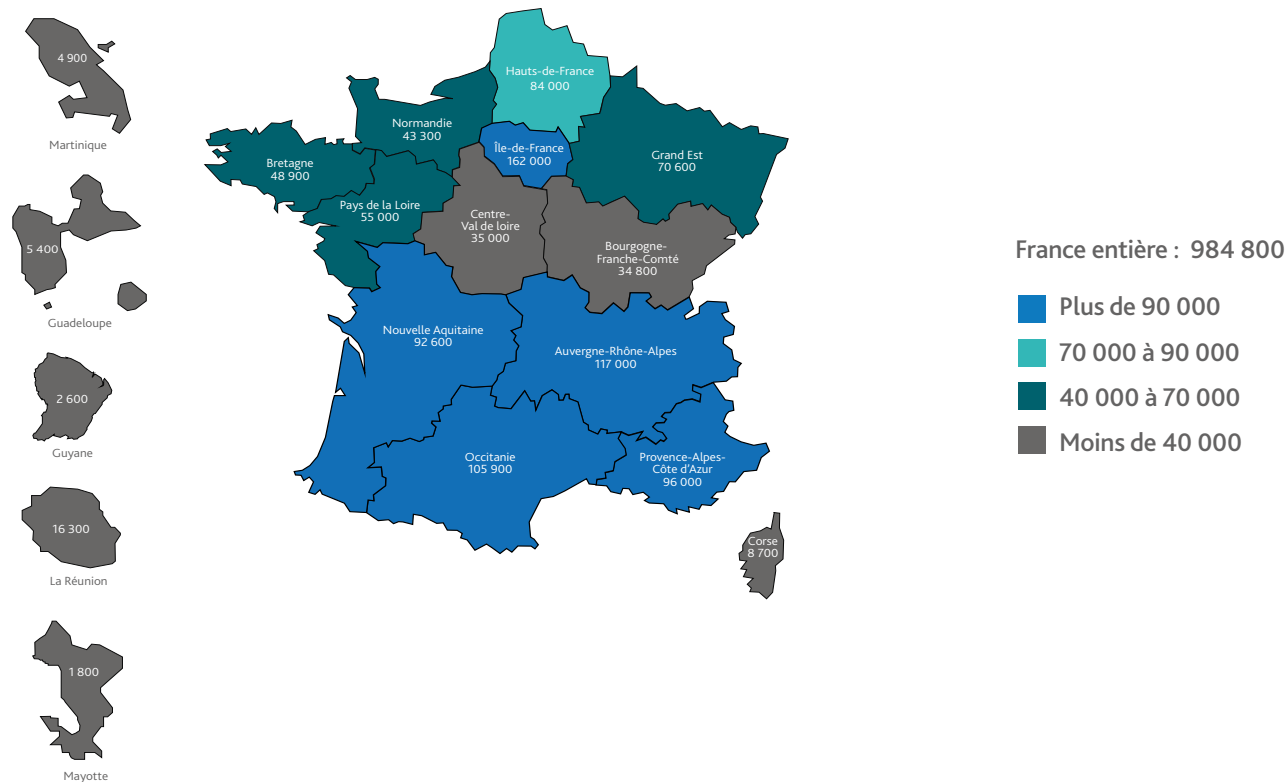 4 900
Martinique
5 400
Guadeloupe
2 600
Guyane
16 300
La Réunion
1 800
Mayotte
Hauts-de-France
84 000
Normandie
43 300
Île-de-France
162 000
Grand Est
70 600
Bretagne
48 900
Pays de la Loire
55 000
Centre-
Val de loire
35 000
Bourgogne-
Franche-Comté
34 800
Nouvelle Aquitaine
92 600
Auvergne-Rhône-Alpes
117 000
Occitanie
105 900
Provence-Alpes-
Côte d'Azur
96 000
Corse
8 700
France entière : 984 800
Plus de 90 000
70 000 à 90 000
40 000 à 70 000
Moins de 40 000